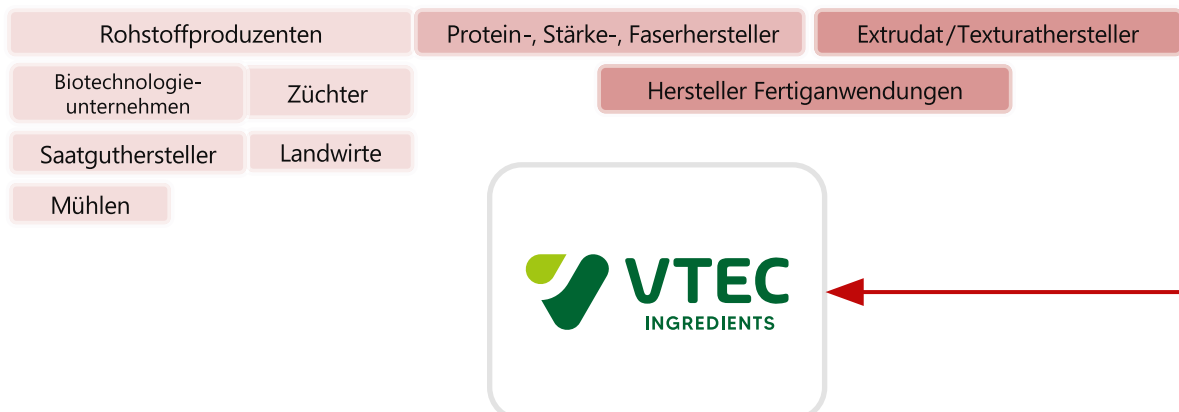 Rohstoffproduzenten
Protein-, Stärke-, Faserhersteller
Extrudat/Texturathersteller
Biotechnologie-
unternehmen
Züchter
Hersteller Fertiganwendungen
Saatguthersteller
Landwirte
Mühlen
VTEC
INGREDIENTS